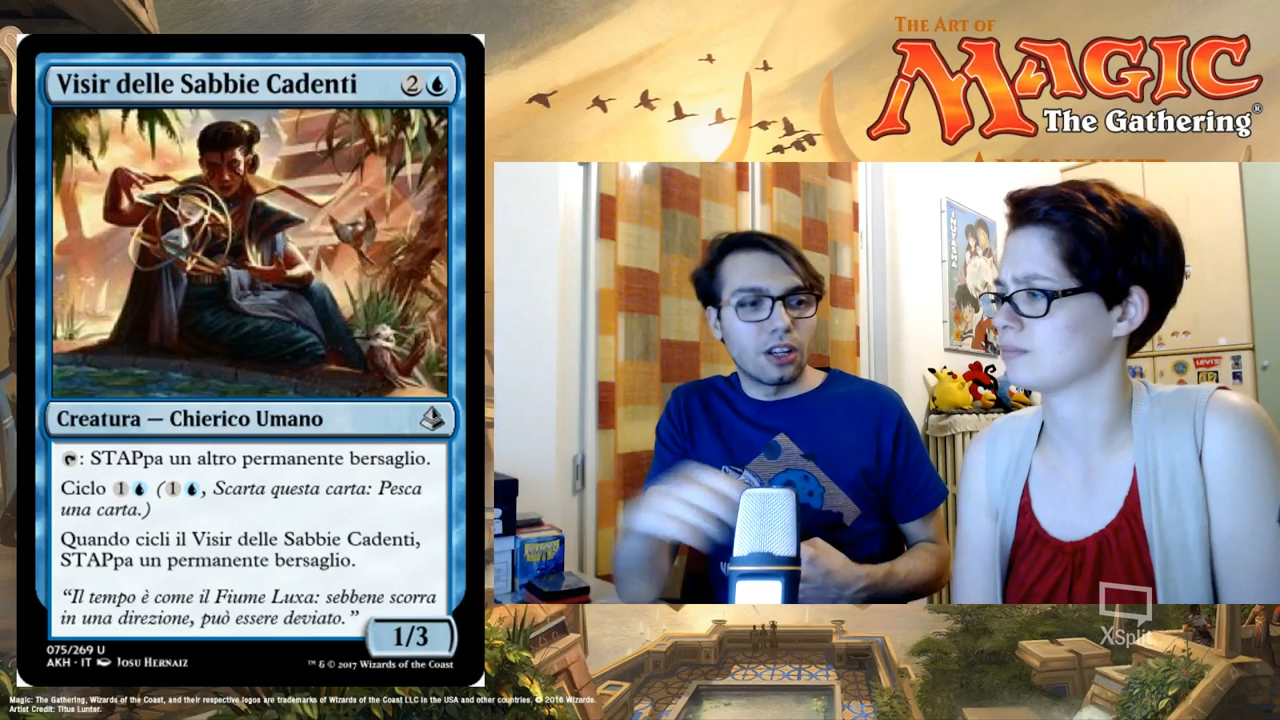 Visir delle Sabbie Cadenti 2
Creatura — Chierico Umano
: STAPpa un altro permanente bersaglio.
Ciclo 1 (1, Scarta questa carta: Pesca
una carta.)
Quando cicli il Visir delle Sabbie Cadenti,
STAPpa un permanente bersaglio.
“Il tempo è come il Fiume Luxa: sebbene scorra
in una direzione, può essere deviato.”
1/3
075/269 U
AKH • IT Josu Hernaiz
™ & © 2017 Wizards of the Coast
The Art of
Magic
The Gathering®
Amonkhet
INUYASHA
LEVI'S
XSplit
Magic: The Gathering, Wizards of the Coast, and their respective logos are trademarks of Wizards of the Coast LLC in the USA and other countries. © 2016 Wizards.
Artist Credit: Titus Lunter.